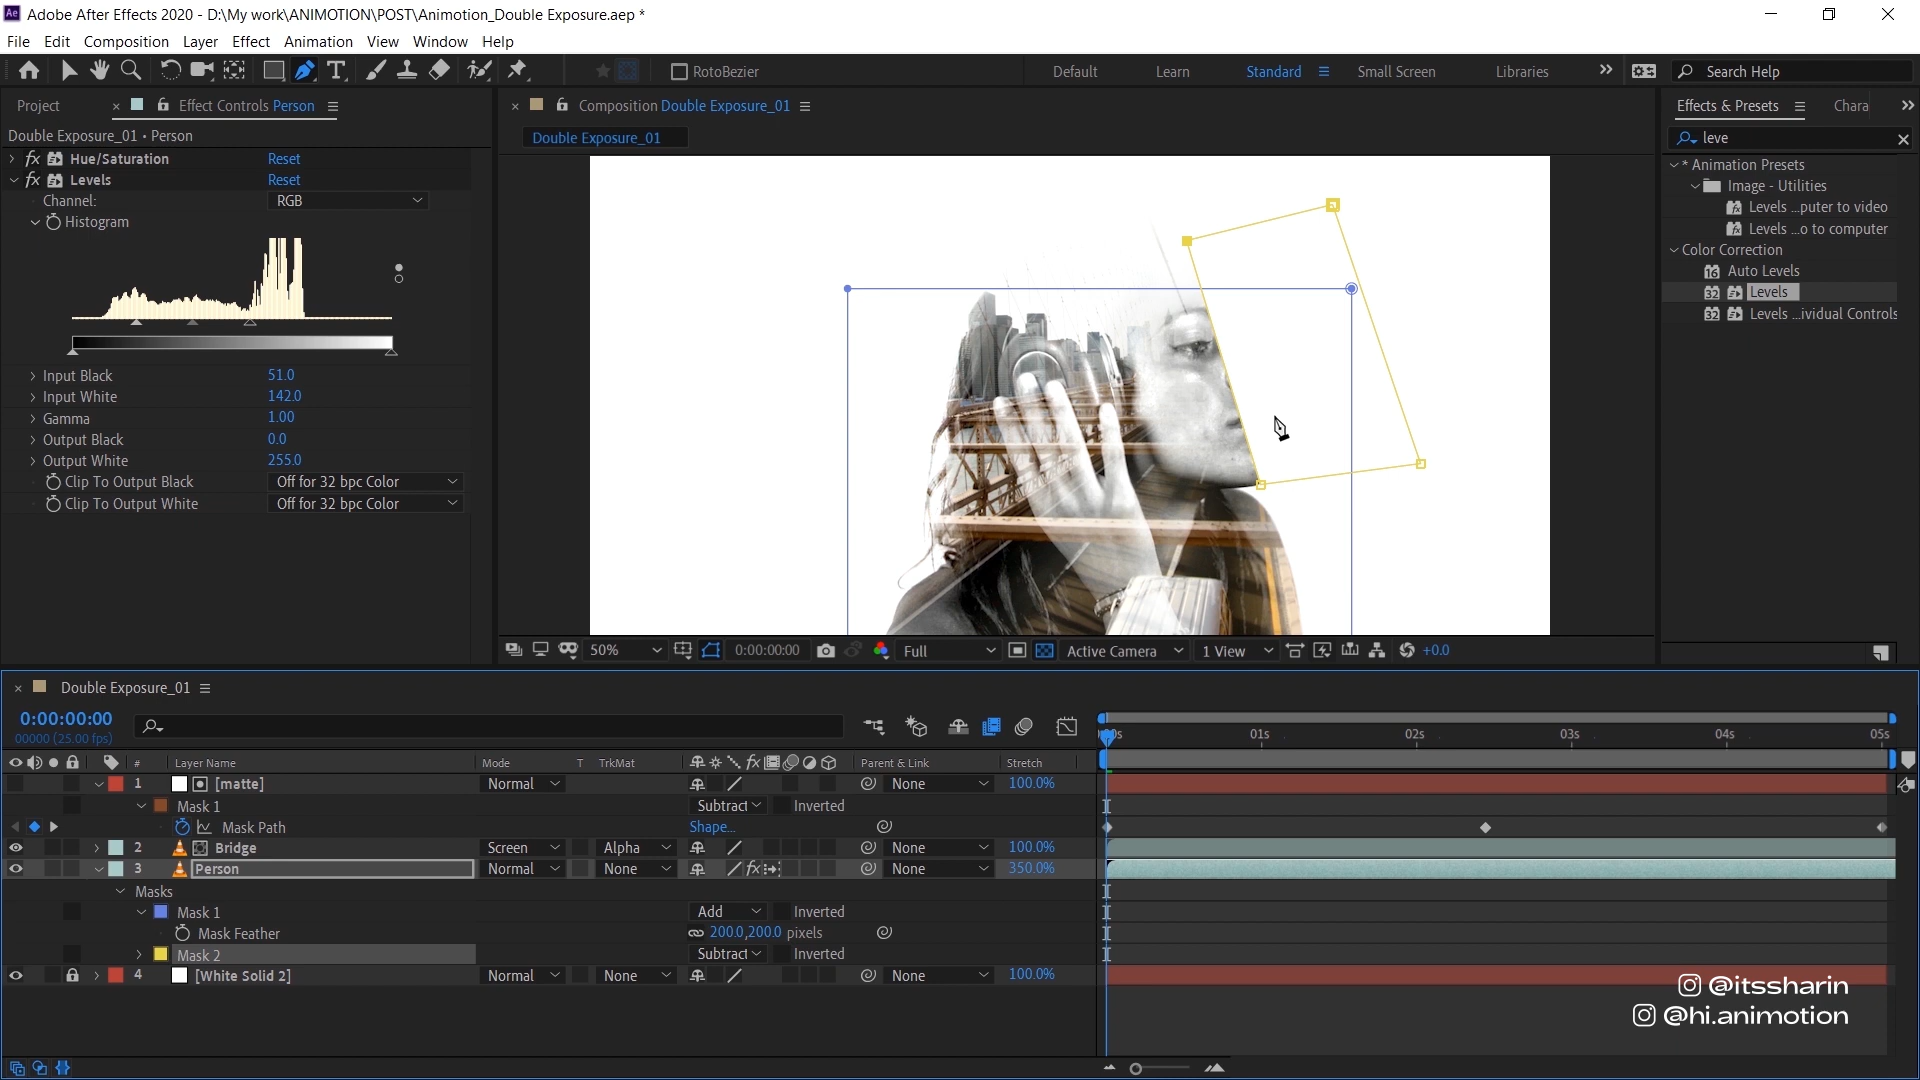 Adobe After Effects 2020 - D:\My work\ANIMOTION\POST\Animotion_Double Exposure.aep *
File Edit Composition Layer Effect Animation View Window Help
RotoBezier Default Learn Standard Small Screen Libraries Search Help
Project Effect Controls Person Composition Double Exposure_01 Effects & Presets Chara
Double Exposure_01 • Person Double Exposure_01 leve
Hue/Saturation Reset
Levels Reset
Channel: RGB
Histogram
Input Black 51.0
Input White 142.0
Gamma 1.00
Output Black 0.0
Output White 255.0
Clip To Output Black Off for 32 bpc Color
Clip To Output White Off for 32 bpc Color
* Animation Presets
Image - Utilities
Levels ...puter to video
Levels ...o to computer
Color Correction
16 Auto Levels
32 Levels
32 Levels ...ividual Controls
50% 0:00:00:00 Full Active Camera 1 View +0.0
Double Exposure_01
0:00:00:00
00000 (25.00 fps)
01s 02s 03s 04s 05s
# Layer Name Mode T TrkMat Parent & Link Stretch
1 [matte] Normal None 100.0%
Mask 1 Subtract Inverted
Mask Path Shape...
2 Bridge Screen Alpha None 100.0%
3 Person Normal None None 350.0%
Masks
Mask 1 Add Inverted
Mask Feather 200.0,200.0 pixels
Mask 2 Subtract Inverted
4 [White Solid 2] Normal None None 100.0%
@itssharin
@hi.animotion